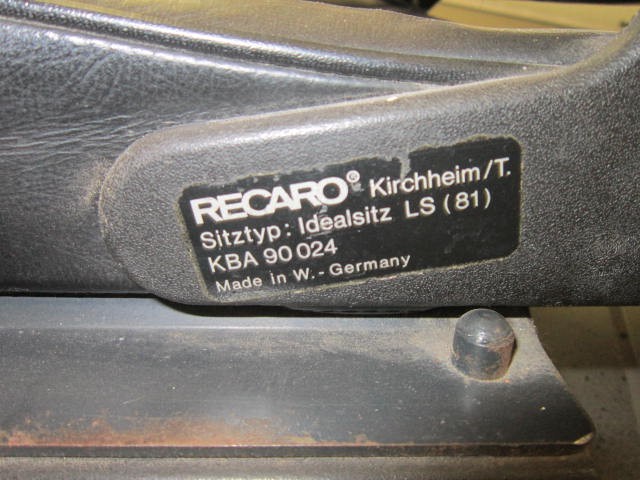 RECARO® Kirchheim/T.
Sitztyp: Idealsitz LS (81)
KBA 90 024
Made in W.-Germany